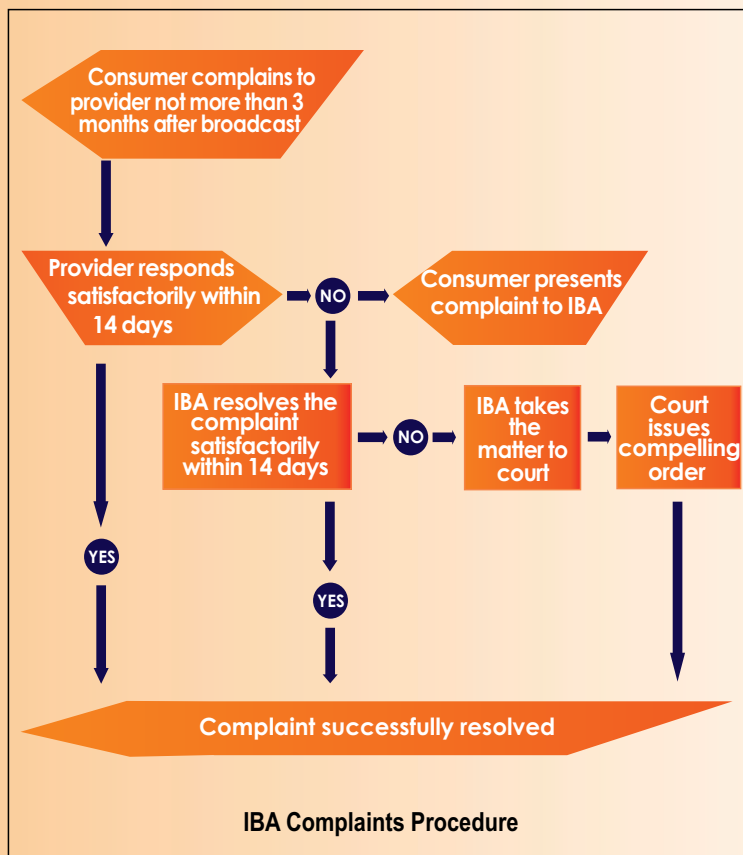 Consumer complains to
provider not more than 3
months after broadcast
Provider responds
satisfactorily within
14 days
NO
Consumer presents
complaint to IBA
IBA resolves the
complaint
satisfactorily
within 14 days
NO
IBA takes
the
matter to
court
Court
issues
compelling
order
YES
YES
Complaint successfully resolved
IBA Complaints Procedure